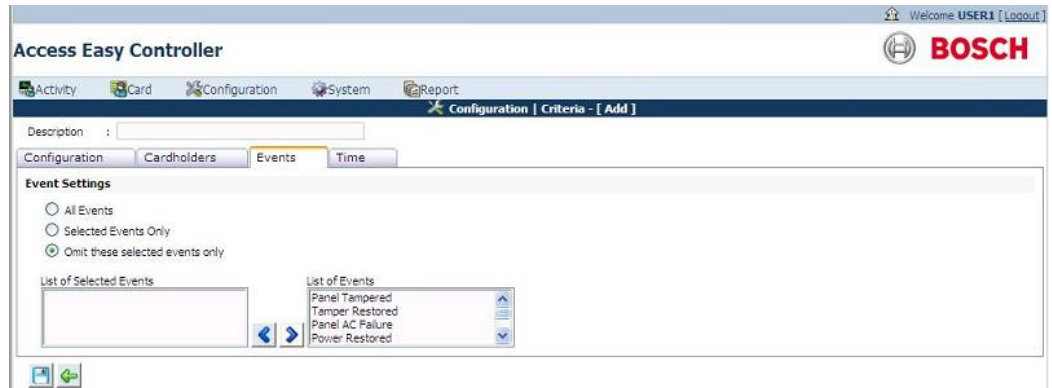 Welcome USER1 [ Logout ]
Access Easy Controller
BOSCH
Activity Card Configuration System Report
Configuration | Criteria - [ Add ]
Description :
Configuration Cardholders Events Time
Event Settings
All Events
Selected Events Only
Omit these selected events only
List of Selected Events List of Events
Panel Tampered
Tamper Restored
Panel AC Failure
Power Restored